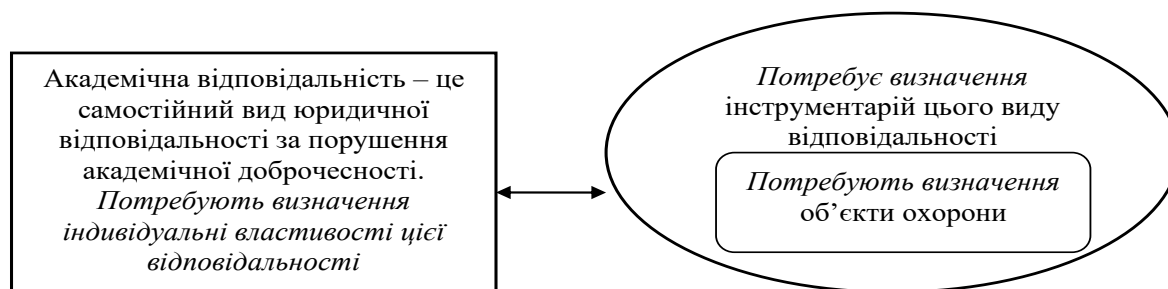 Академічна відповідальність – це
самостійний вид юридичної
відповідальності за порушення
академічної доброчесності.
Потребують визначення
індивідуальні властивості цієї
відповідальності
Потребує визначення
інструментарій цього виду
відповідальності
Потребують визначення
об’єкти охорони